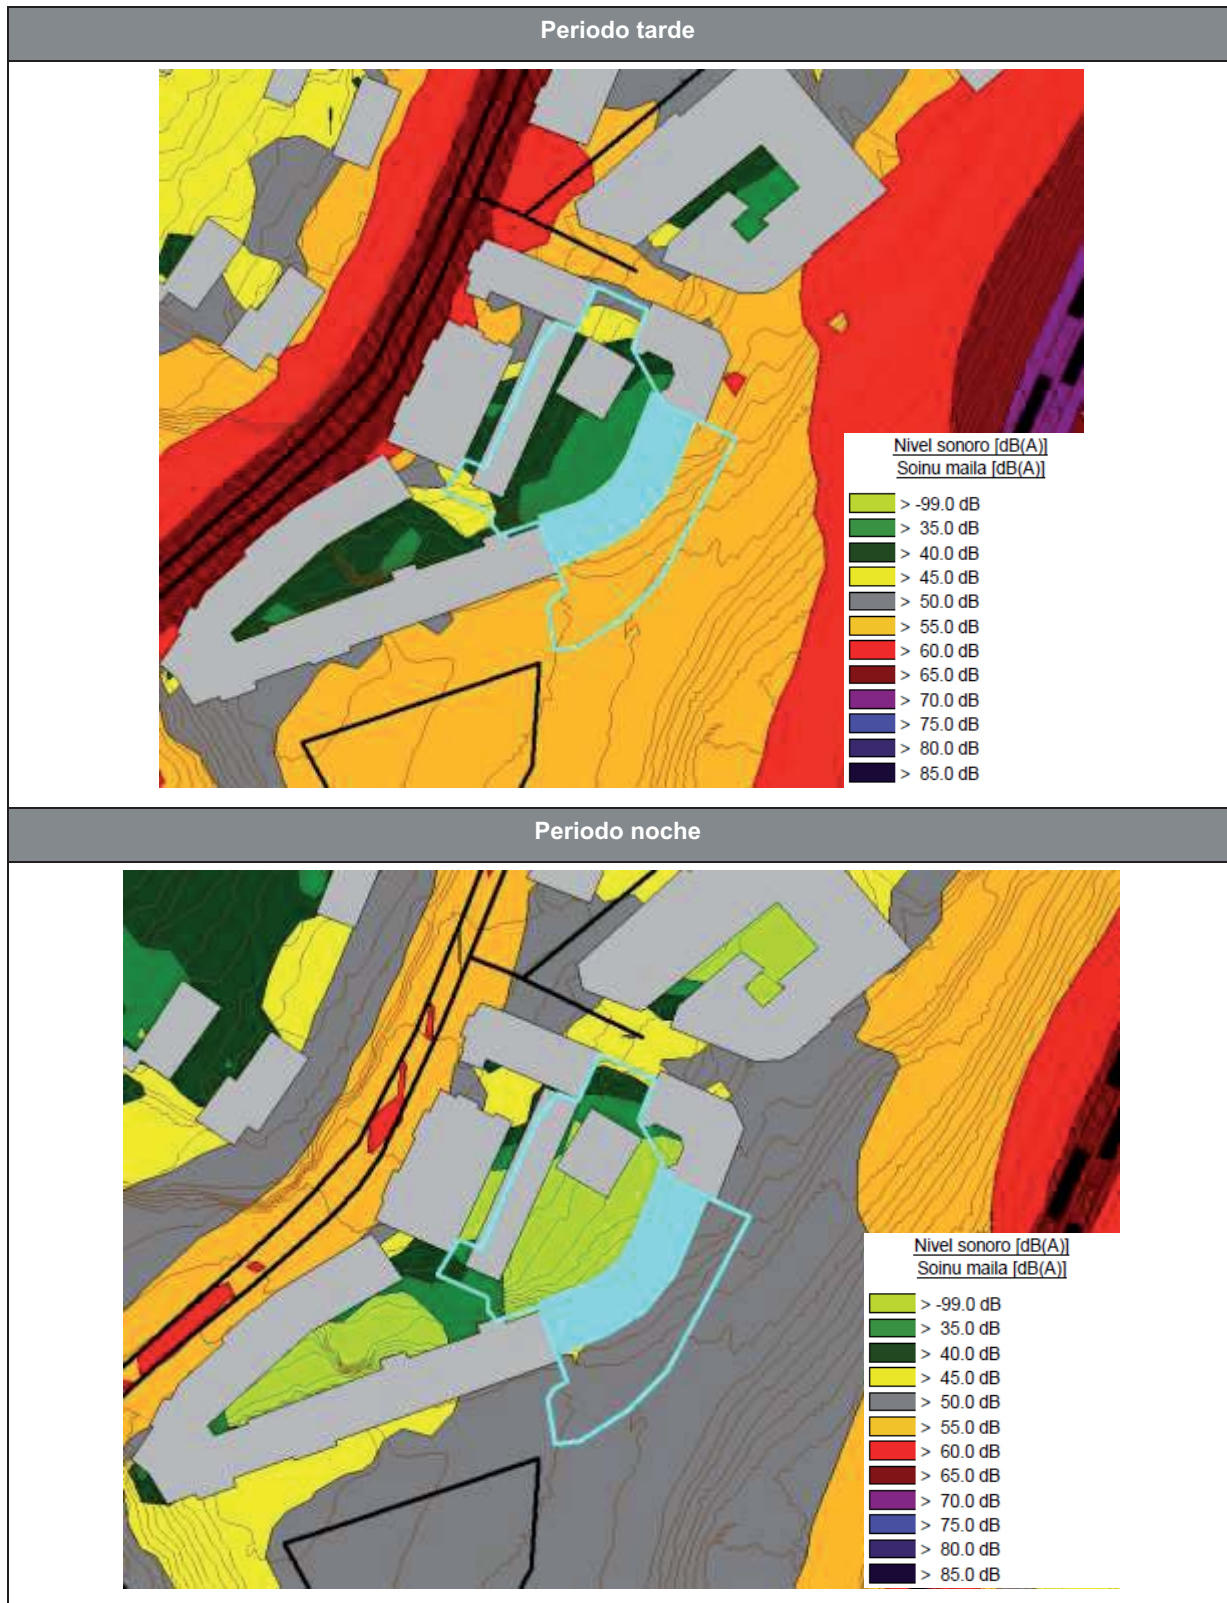 Periodo tarde
Nivel sonoro [dB(A)]
Soinu maila [dB(A)]
> -99.0 dB
> 35.0 dB
> 40.0 dB
> 45.0 dB
> 50.0 dB
> 55.0 dB
> 60.0 dB
> 65.0 dB
> 70.0 dB
> 75.0 dB
> 80.0 dB
> 85.0 dB
Periodo noche
Nivel sonoro [dB(A)]
Soinu maila [dB(A)]
> -99.0 dB
> 35.0 dB
> 40.0 dB
> 45.0 dB
> 50.0 dB
> 55.0 dB
> 60.0 dB
> 65.0 dB
> 70.0 dB
> 75.0 dB
> 80.0 dB
> 85.0 dB